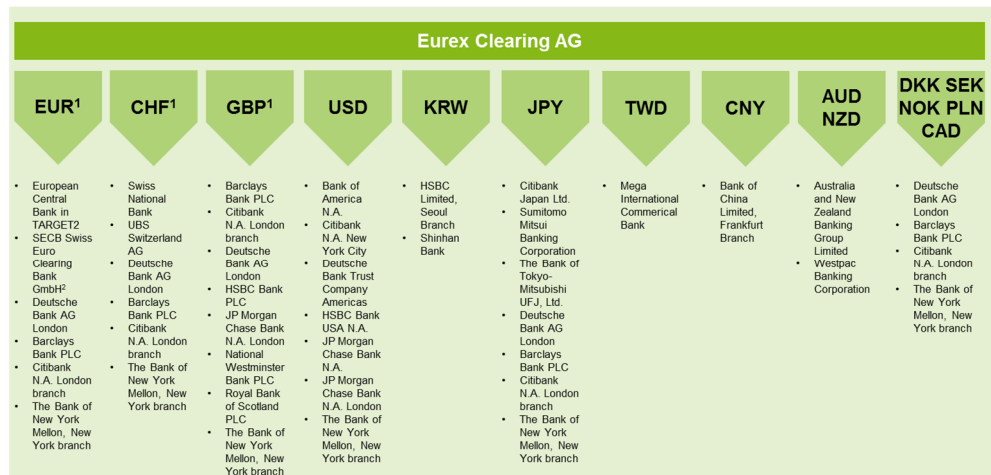 Eurex Clearing AG
EUR¹
CHF¹
GBP¹
USD
KRW
JPY
TWD
CNY
AUD
NZD
DKK SEK
NOK PLN
CAD
• European
Central
Bank in
TARGET2
• SECB Swiss
Euro
Clearing
Bank
GmbH²
• Deutsche
Bank AG
London
• Barclays
Bank PLC
• Citibank
N.A. London
branch
• The Bank of
New York
Mellon, New
York branch
• Swiss
National
Bank
• UBS
Switzerland
AG
• Deutsche
Bank AG
London
• Barclays
Bank PLC
• Citibank
N.A. London
branch
• The Bank of
New York
Mellon, New
York branch
• Barclays
Bank PLC
• Citibank
N.A. London
branch
• Deutsche
Bank AG
London
• HSBC Bank
PLC
• JP Morgan
Chase Bank
N.A. London
• National
Westminster
Bank PLC
• Royal Bank
of Scotland
PLC
• The Bank of
New York
Mellon, New
York branch
• Bank of
America
N.A.
• Citibank
N.A. New
York City
• Deutsche
Bank Trust
Company
Americas
• HSBC Bank
USA N.A.
• JP Morgan
Chase Bank
N.A.
• JP Morgan
Chase Bank
N.A. London
• The Bank of
New York
Mellon, New
York branch
• HSBC
Limited,
Seoul
Branch
• Shinhan
Bank
• Citibank
Japan Ltd.
• Sumitomo
Mitsui
Banking
Corporation
• The Bank of
Tokyo-
Mitsubishi
UFJ, Ltd.
• Deutsche
Bank AG
London
• Barclays
Bank PLC
• Citibank
N.A. London
branch
• The Bank of
New York
Mellon, New
York branch
• Mega
International
Commerical
Bank
• Bank of
China
Limited,
Frankfurt
Branch
• Australia
and New
Zealand
Banking
Group
Limited
• Westpac
Banking
Corporation
• Deutsche
Bank AG
London
• Barclays
Bank PLC
• Citibank
N.A. London
branch
• The Bank of
New York
Mellon, New
York branch